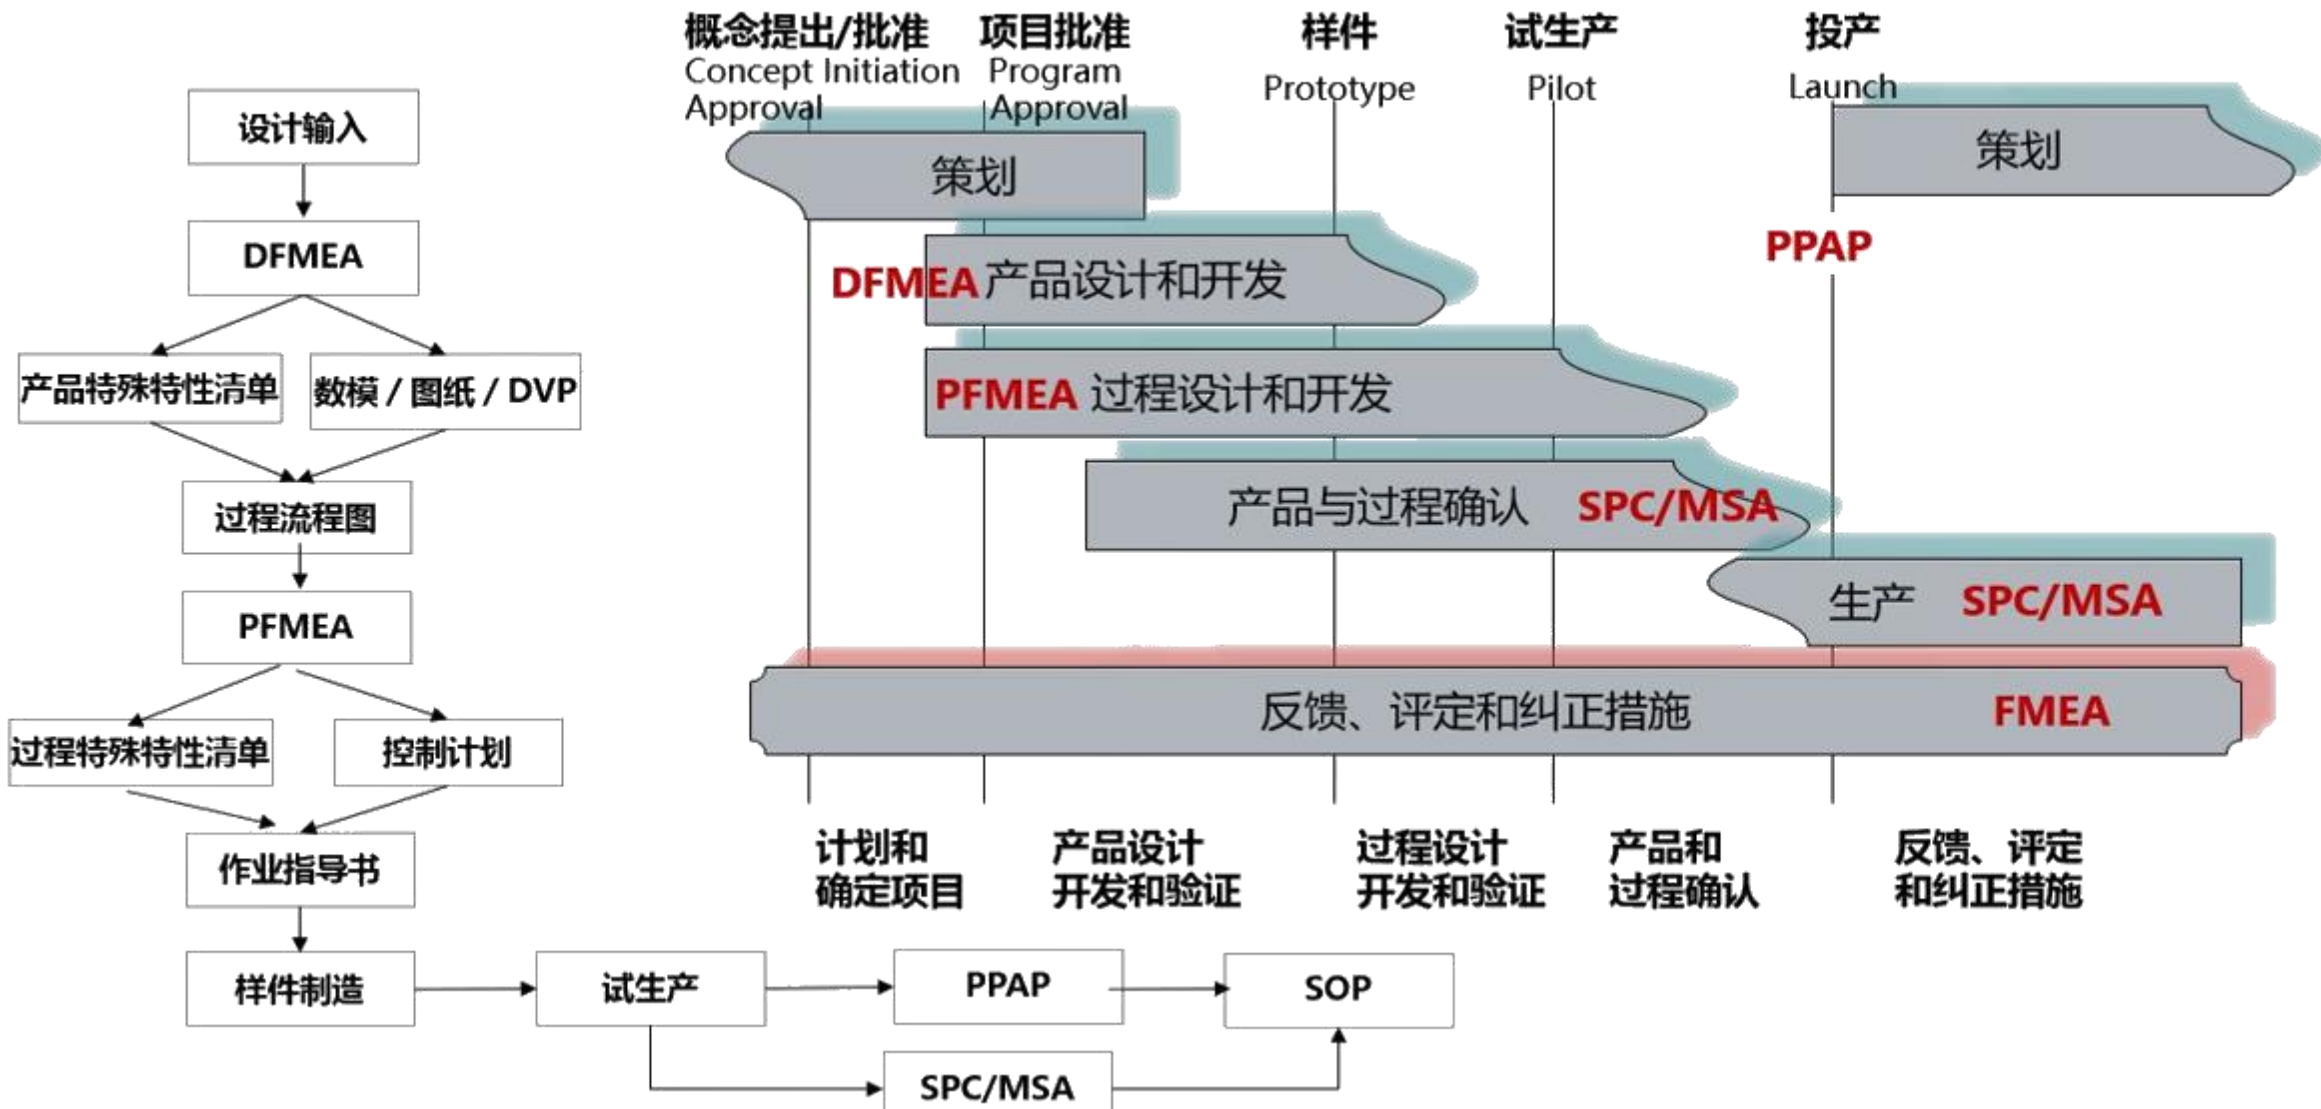 概念提出/批准
Concept Initiation
Approval
项目批准
Program
Approval
样件
Prototype
试生产
Pilot
投产
Launch
策划
策划
PPAP
DFMEA 产品设计和开发
PFMEA 过程设计和开发
产品与过程确认 SPC/MSA
生产 SPC/MSA
反馈、评定和纠正措施 FMEA
计划和
确定项目
产品设计
开发和验证
过程设计
开发和验证
产品和
过程确认
反馈、评定
和纠正措施
设计输入
DFMEA
产品特殊特性清单
数模 / 图纸 / DVP
过程流程图
PFMEA
过程特殊特性清单
控制计划
作业指导书
样件制造
试生产
PPAP
SOP
SPC/MSA